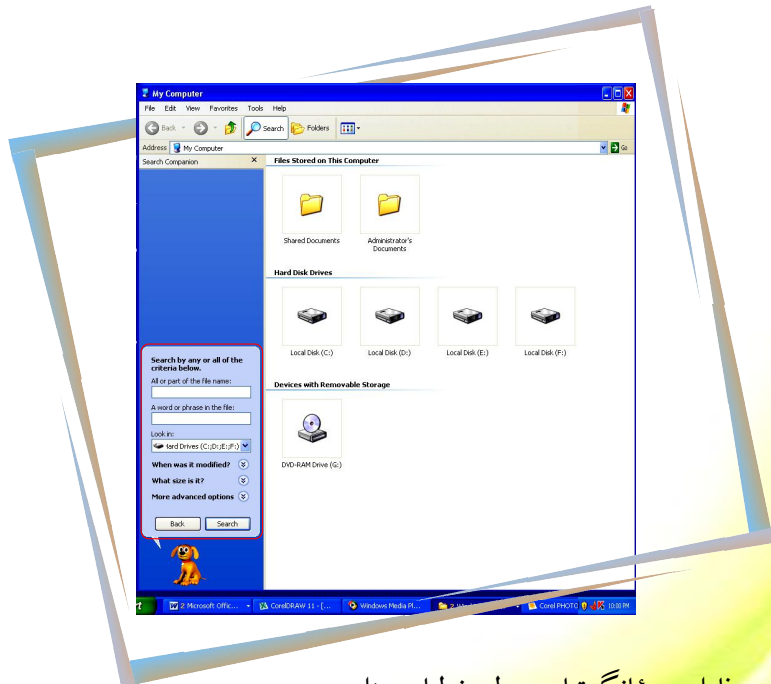 My Computer
File Edit View Favorites Tools Help
Back Search Folders
Address My Computer Go
Search Companion
Files Stored on This Computer
Shared Documents
Administrator's Documents
Hard Disk Drives
Local Disk (C:) Local Disk (D:) Local Disk (E:) Local Disk (F:)
Devices with Removable Storage
DVD-RAM Drive (G:)
Search by any or all of the
criteria below.
All or part of the file name:
A word or phrase in the file:
Look in:
Hard Drives (C:;D:;E:;F:)
When was it modified?
What size is it?
More advanced options
Back Search
2 Microsoft Offic... CorelDRAW 11 - [... Windows Media Pl... Corel PHOTO 10:00 PM